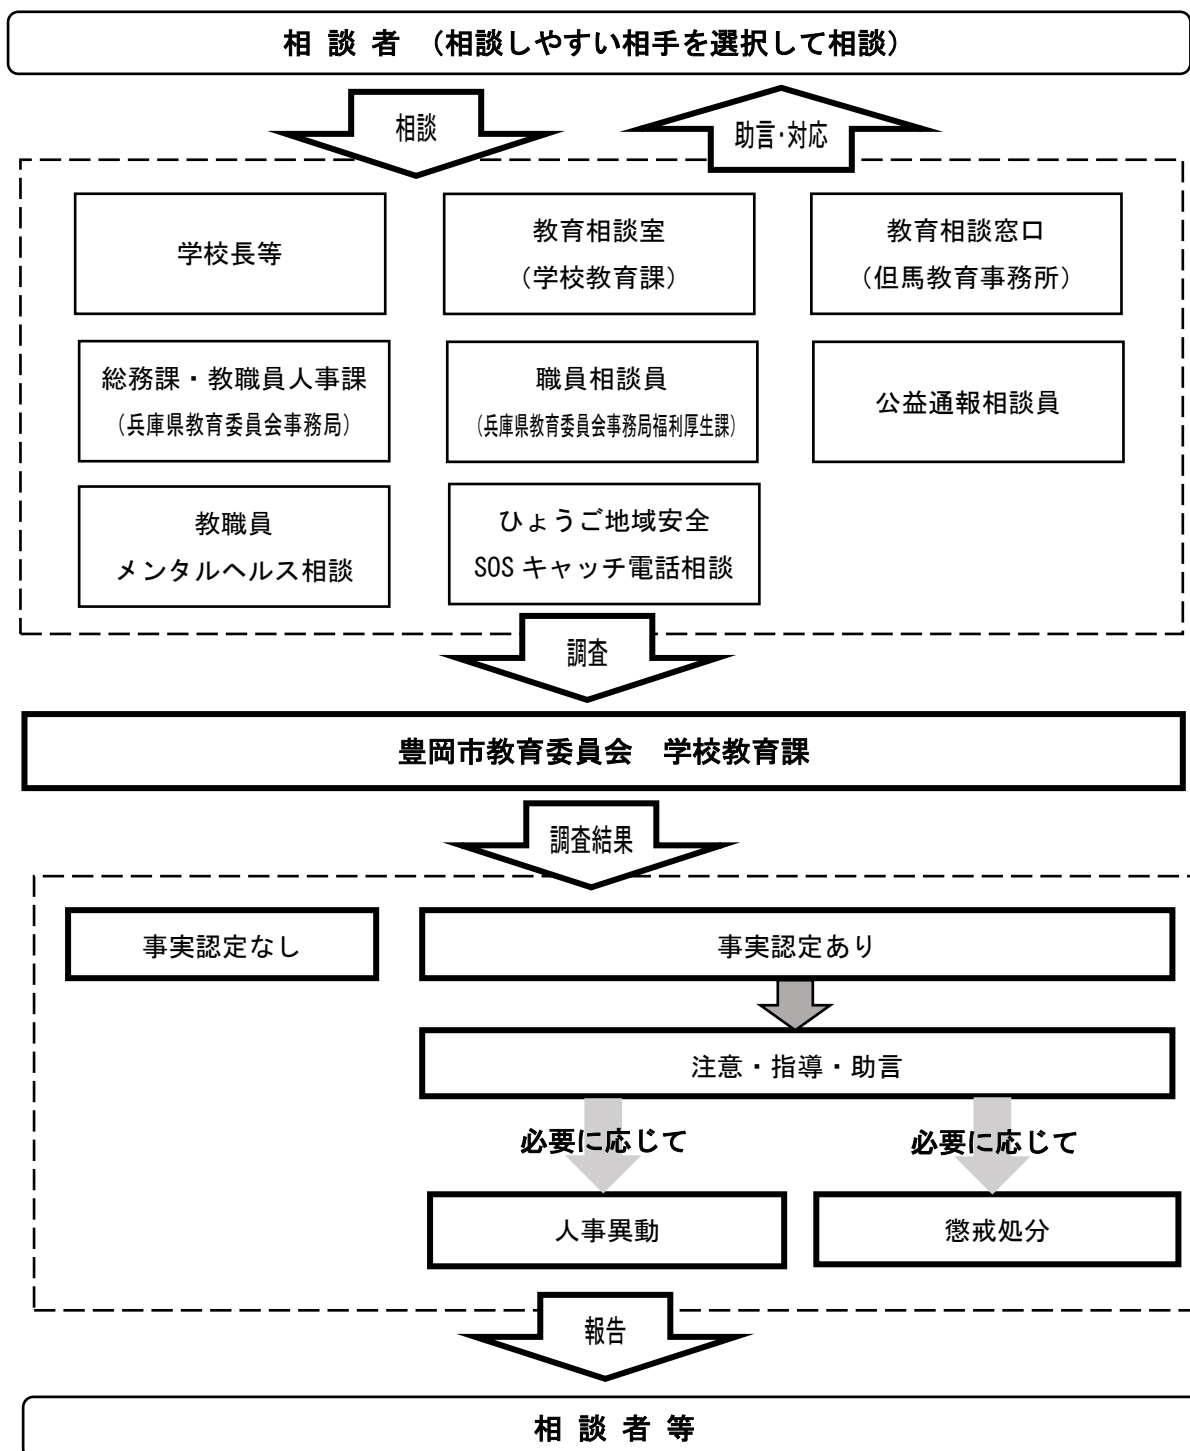 相 談 者 （相談しやすい相手を選択して相談）
相談
助言・対応
学校長等
教育相談室
（学校教育課）
教育相談窓口
（但馬教育事務所）
総務課・教職員人事課
（兵庫県教育委員会事務局）
職員相談員
（兵庫県教育委員会事務局福利厚生課）
公益通報相談員
教職員
メンタルヘルス相談
ひょうご地域安全
SOS キャッチ電話相談
調査
豊岡市教育委員会 学校教育課
調査結果
事実認定なし
事実認定あり
注意・指導・助言
必要に応じて
必要に応じて
人事異動
懲戒処分
報告
相 談 者 等